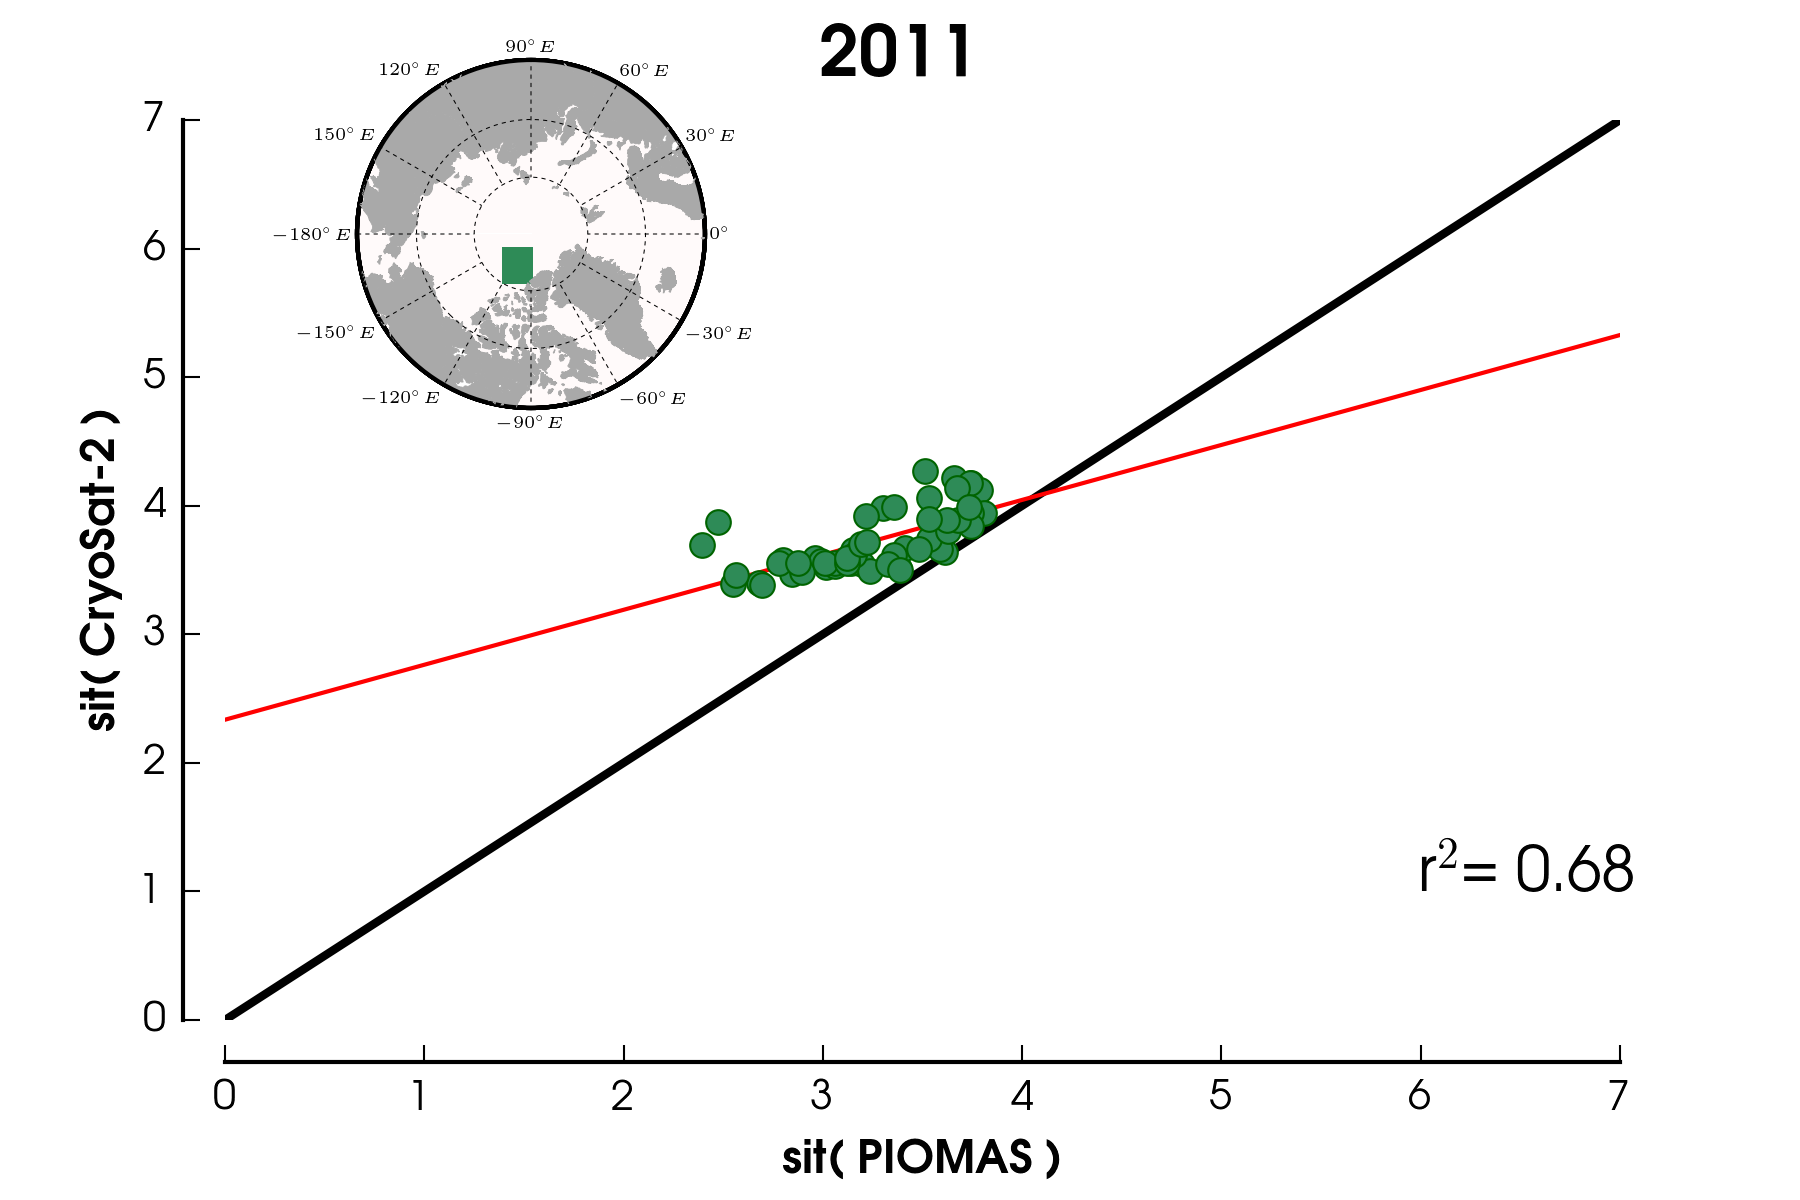 2011
90° E
120° E
60° E
150° E
30° E
−180° E
0°
−150° E
−30° E
−120° E
−60° E
−90° E
7
6
5
4
3
2
1
0
sit( CryoSat-2 )
r²= 0.68
0 1 2 3 4 5 6 7
sit( PIOMAS )